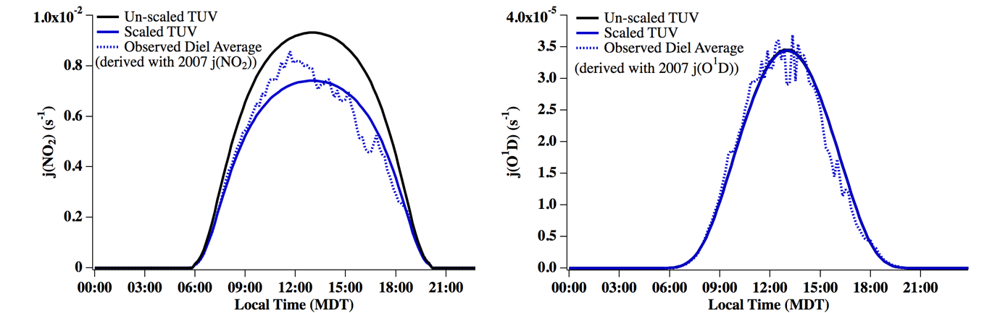 1.0x10-2
Un-scaled TUV
Scaled TUV
Observed Diel Average
(derived with 2007 j(NO2))
0.8
0.6
0.4
0.2
0
j(NO2) (s-1)
00:00 03:00 06:00 09:00 12:00 15:00 18:00 21:00
Local Time (MDT)
4.0x10-5
Un-scaled TUV
Scaled TUV
Observed Diel Average
(derived with 2007 j(O1D))
3.5
3.0
2.5
2.0
1.5
1.0
0.5
0.0
j(O1D) (s-1)
00:00 03:00 06:00 09:00 12:00 15:00 18:00 21:00
Local Time (MDT)